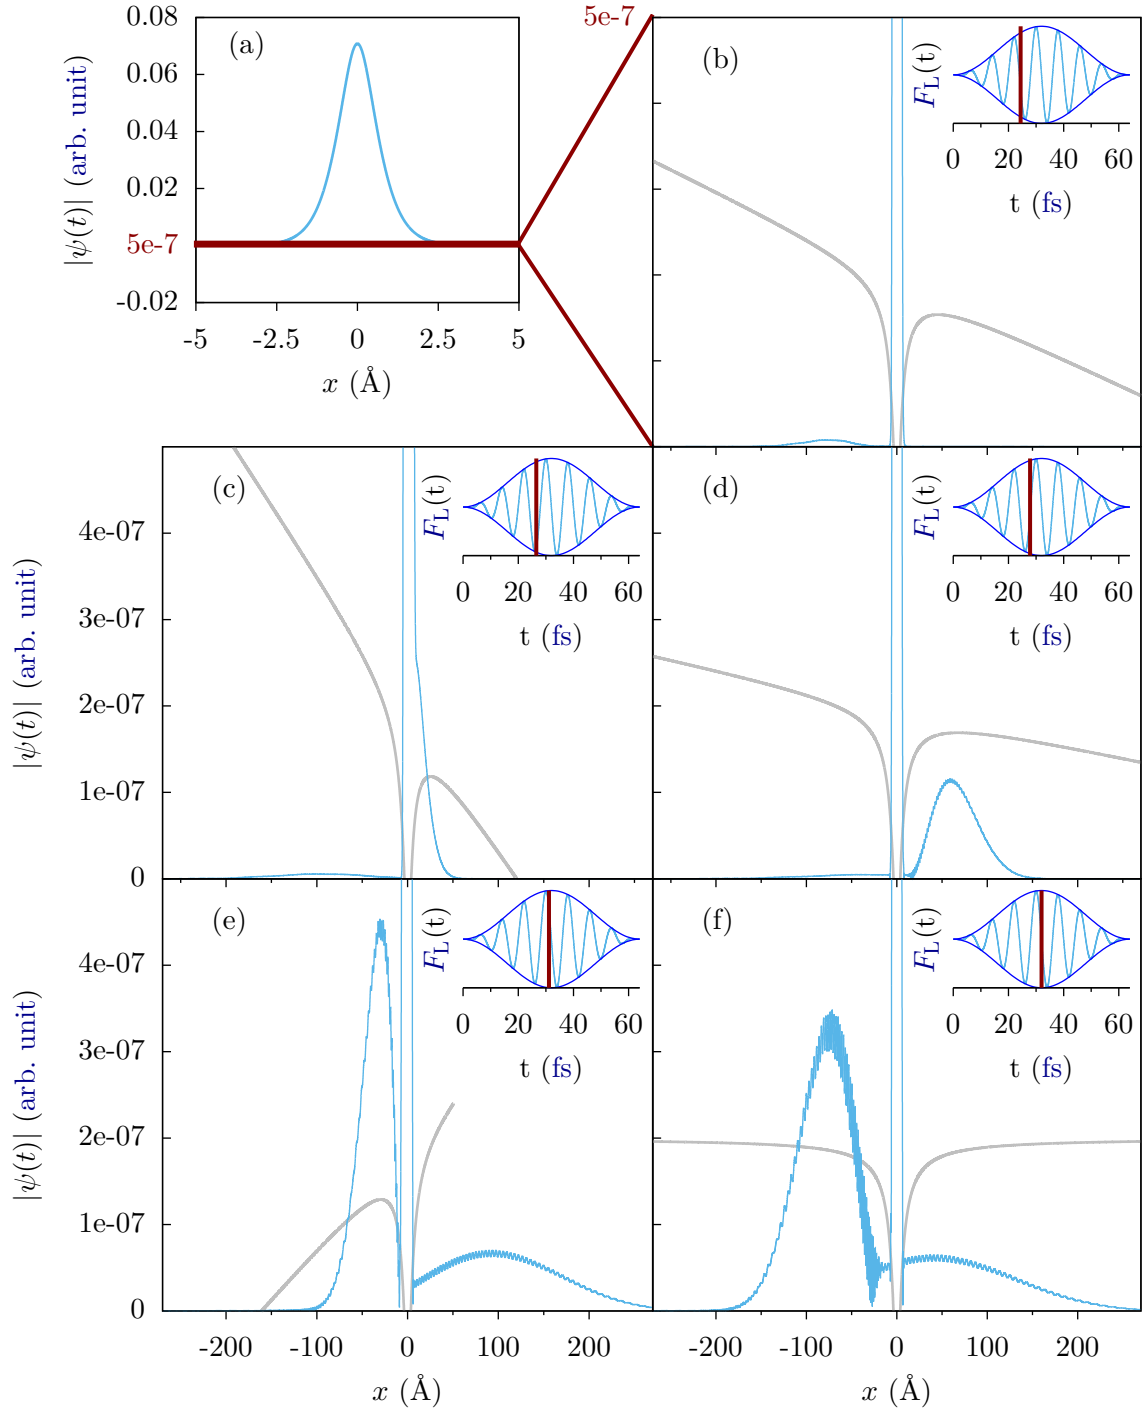 (a)
0.08
0.06
0.04
0.02
5e-7
-0.02
|ψ(t)| (arb. unit)
-5 -2.5 0 2.5 5
x (Å)
5e-7
(b)
F_L(t)
0 20 40 60
t (fs)
(c)
4e-07
3e-07
2e-07
1e-07
0
|ψ(t)| (arb. unit)
F_L(t)
0 20 40 60
t (fs)
(d)
F_L(t)
0 20 40 60
t (fs)
(e)
4e-07
3e-07
2e-07
1e-07
0
|ψ(t)| (arb. unit)
F_L(t)
0 20 40 60
t (fs)
-200 -100 0 100 200
x (Å)
(f)
F_L(t)
0 20 40 60
t (fs)
-200 -100 0 100 200
x (Å)